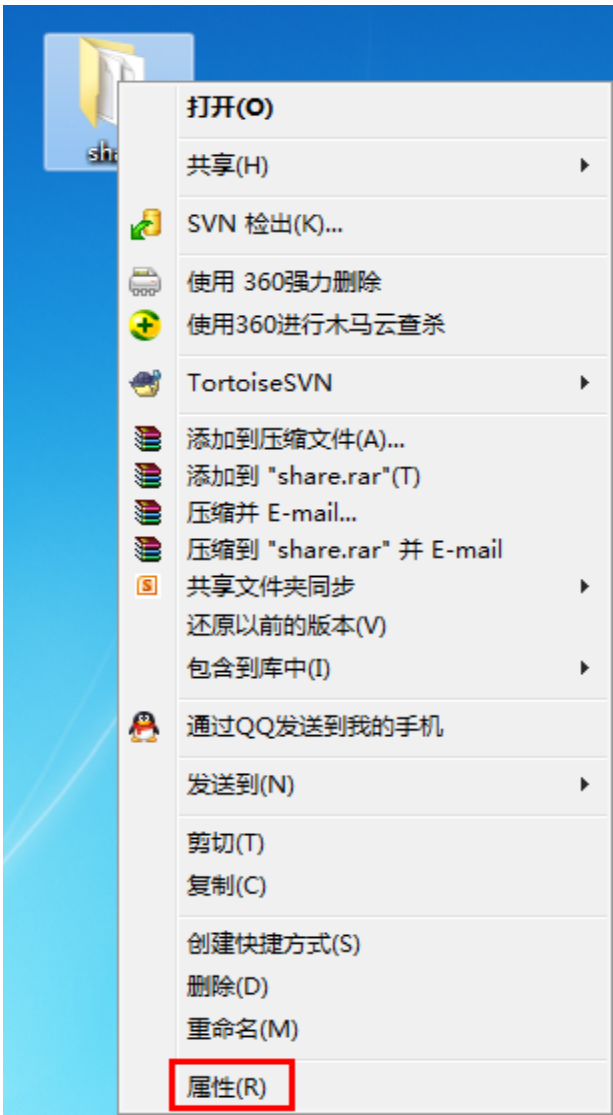 sh
打开(O)
共享(H)
SVN 检出(K)...
使用 360强力删除
使用360进行木马云查杀
TortoiseSVN
添加到压缩文件(A)...
添加到 "share.rar"(T)
压缩并 E-mail...
压缩到 "share.rar" 并 E-mail
共享文件夹同步
还原以前的版本(V)
包含到库中(I)
通过QQ发送到我的手机
发送到(N)
剪切(T)
复制(C)
创建快捷方式(S)
删除(D)
重命名(M)
属性(R)